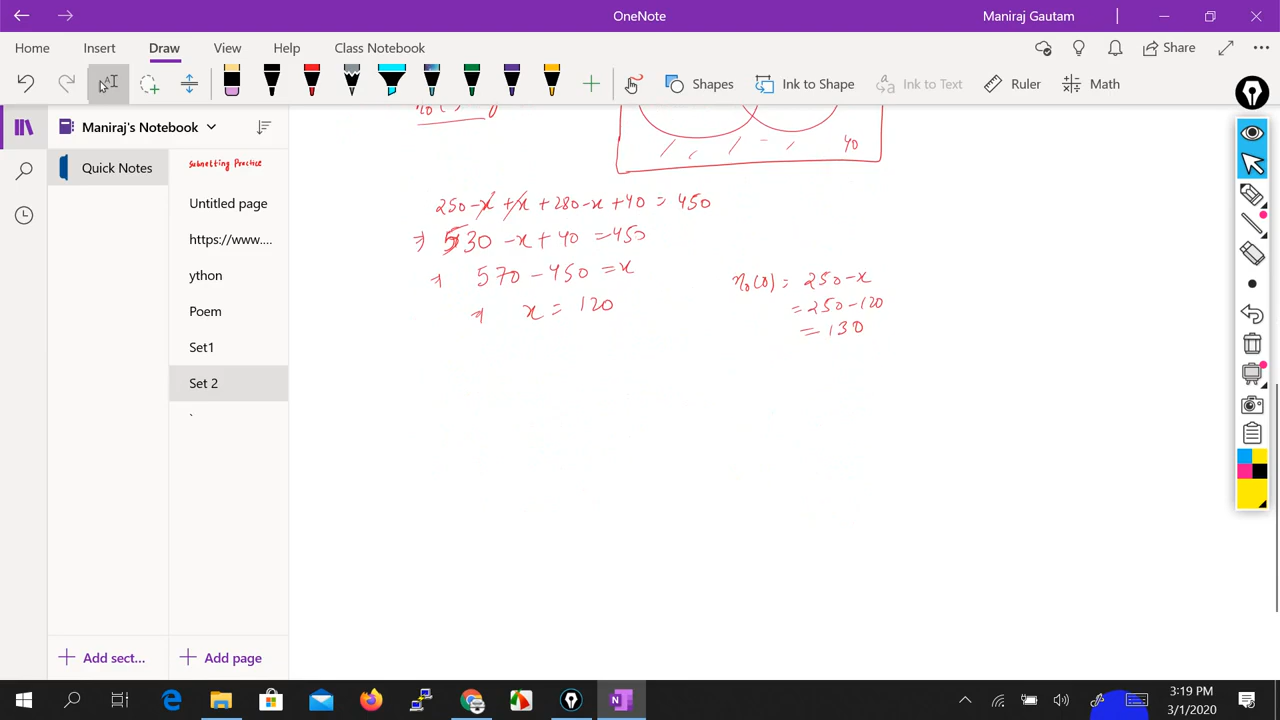 OneNote
Maniraj Gautam
Home Insert Draw View Help Class Notebook
Share
Shapes Ink to Shape Ink to Text Ruler Math
Maniraj's Notebook
Quick Notes
Subnetting Practice
Untitled page
https://www....
ython
Poem
Set1
Set 2
`
40
250 - x + x + 280 - x + 40 = 450
⇒ 530 - x + 40 = 450
⇒ 570 - 450 = x
⇒ x = 120
n₀(O) = 250 - x
= 250 - 120
= 130
Add sect...
Add page
3:19 PM
3/1/2020